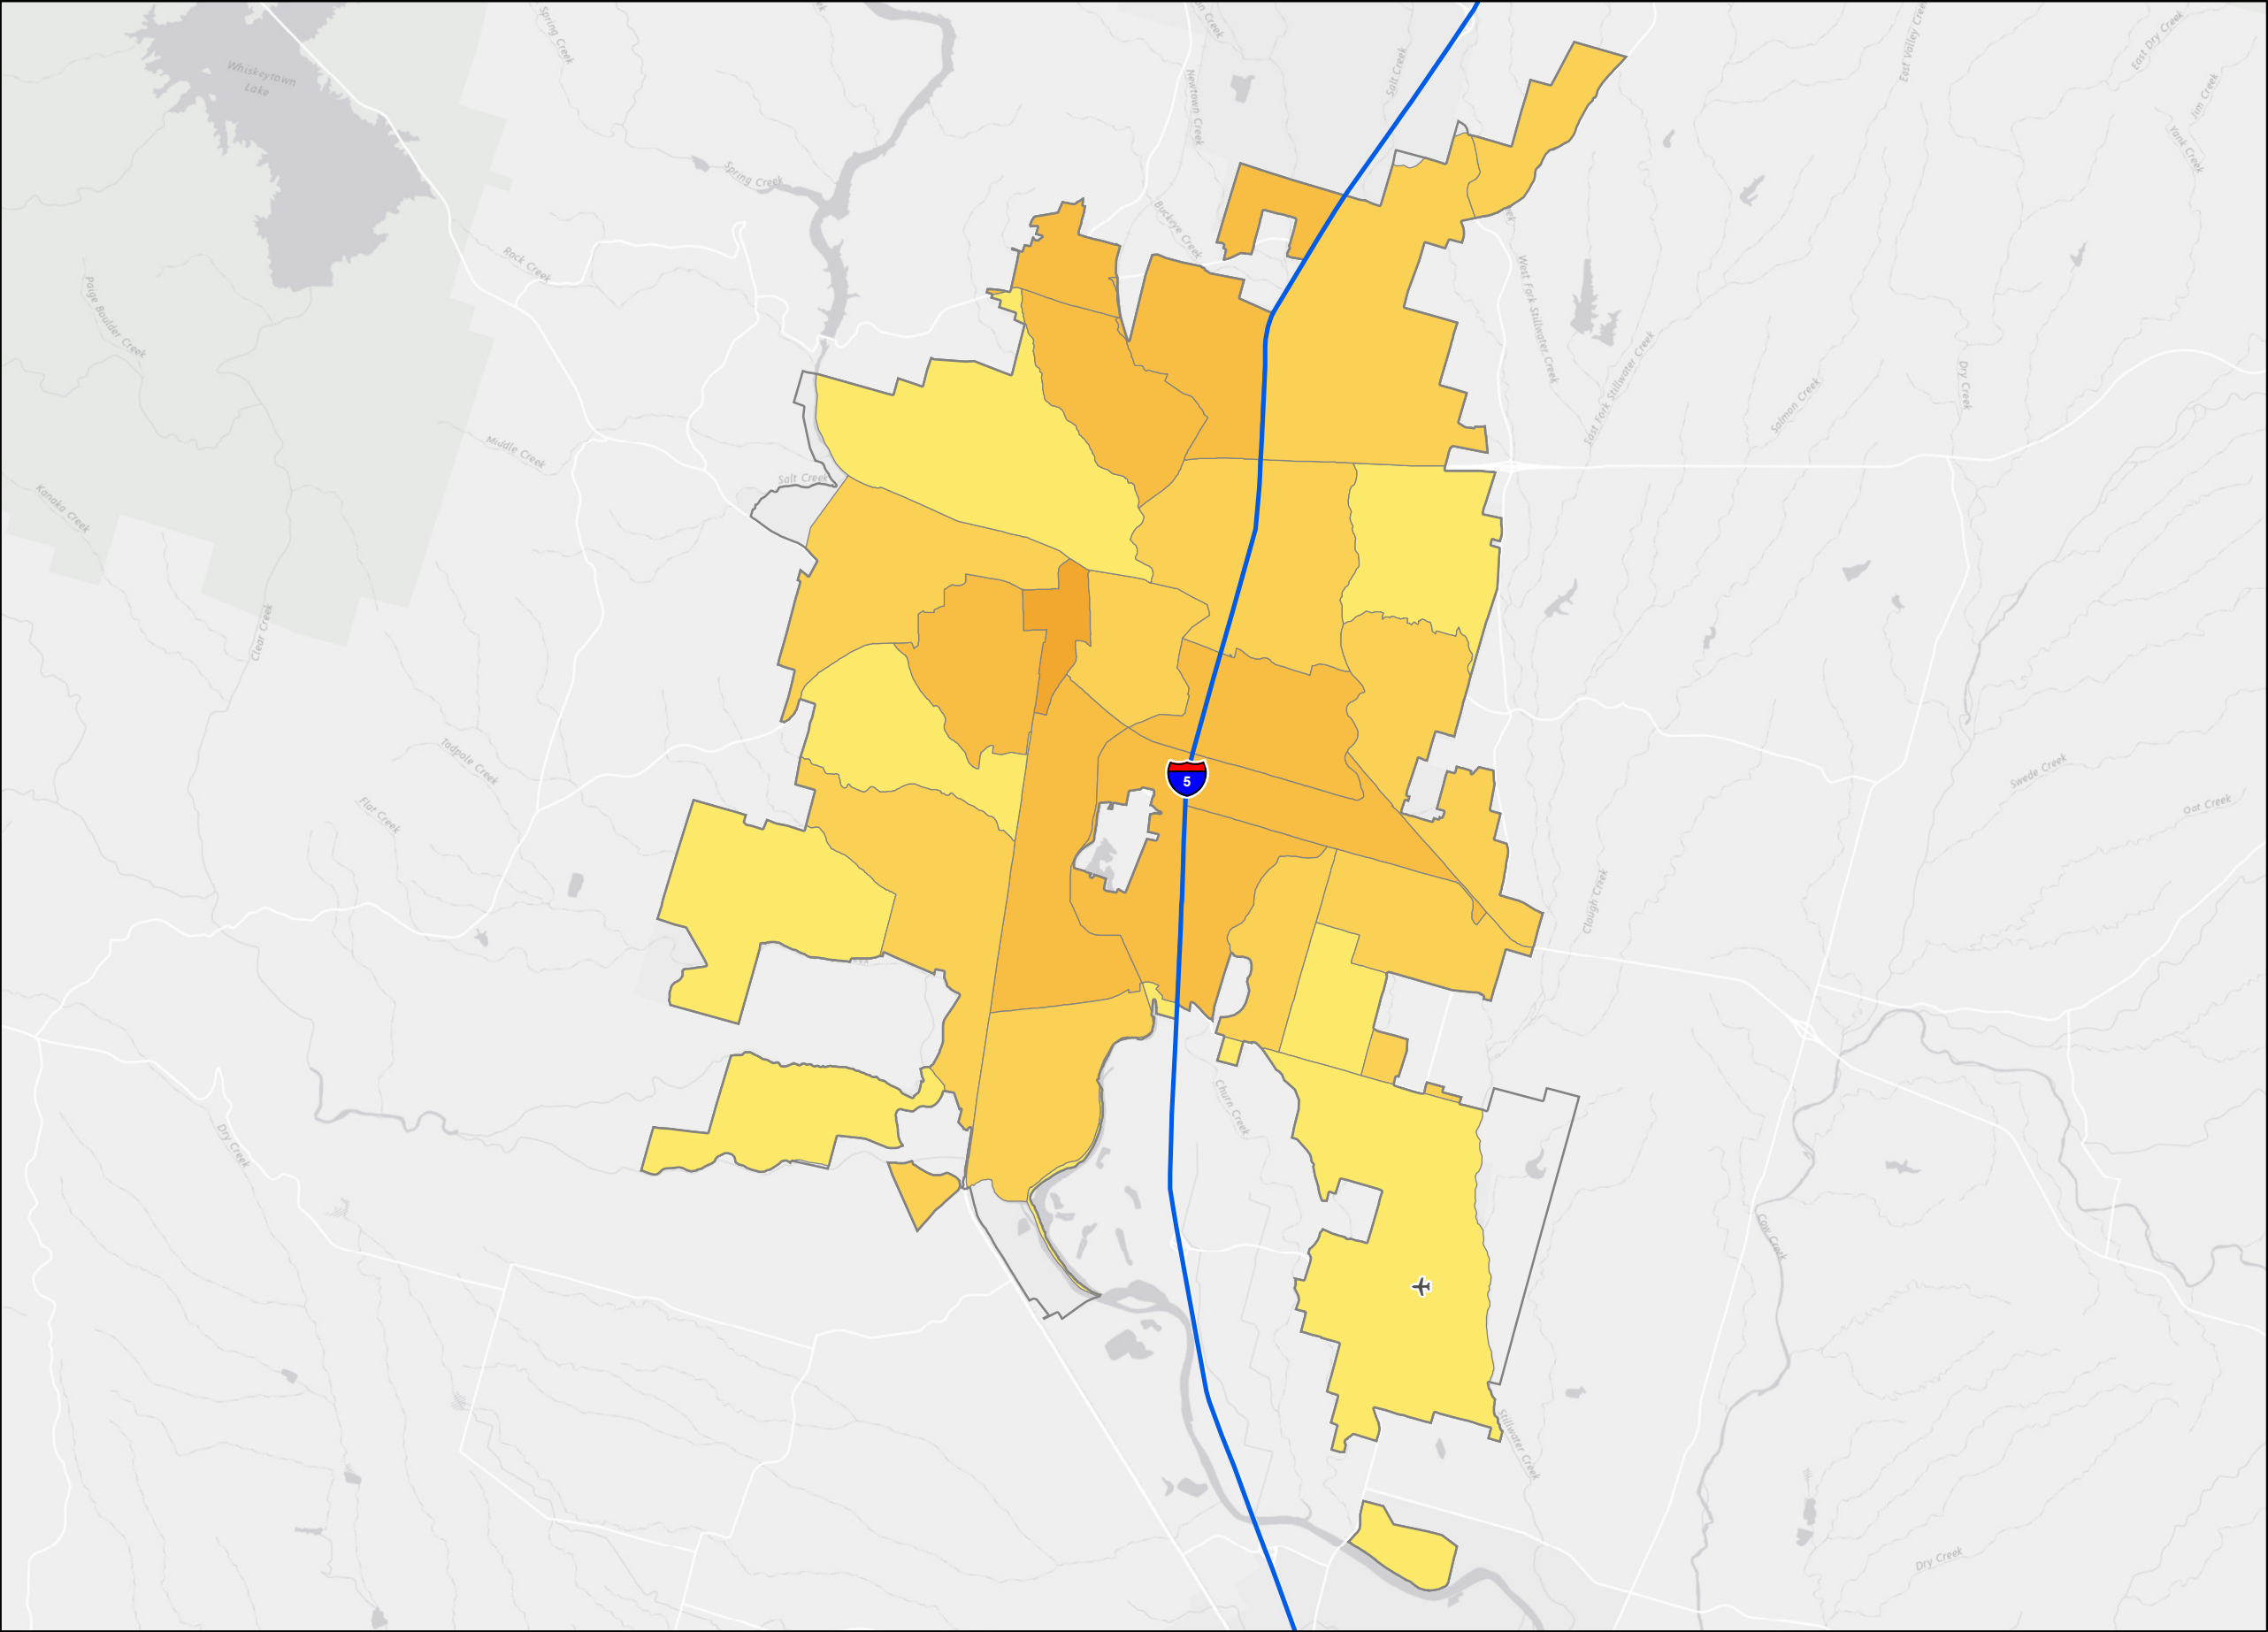 Spring Creek
Newtown Creek
Salt Creek
East Valley Creek
East Dry Creek
Jim Creek
Yank Creek
Whiskeytown
Lake
Spring Creek
Buckeye Creek
Rock Creek
Paige Boulder Creek
West Fork Stillwater Creek
East Fork Stillwater Creek
Salmon Creek
Dry Creek
Middle Creek
Salt Creek
Kanaka Creek
Clear Creek
Tadpole Creek
Flat Creek
5
Swede Creek
Oat Creek
Clough Creek
Churn Creek
Dry Creek
Cow Creek
Stillwater Creek
Dry Creek